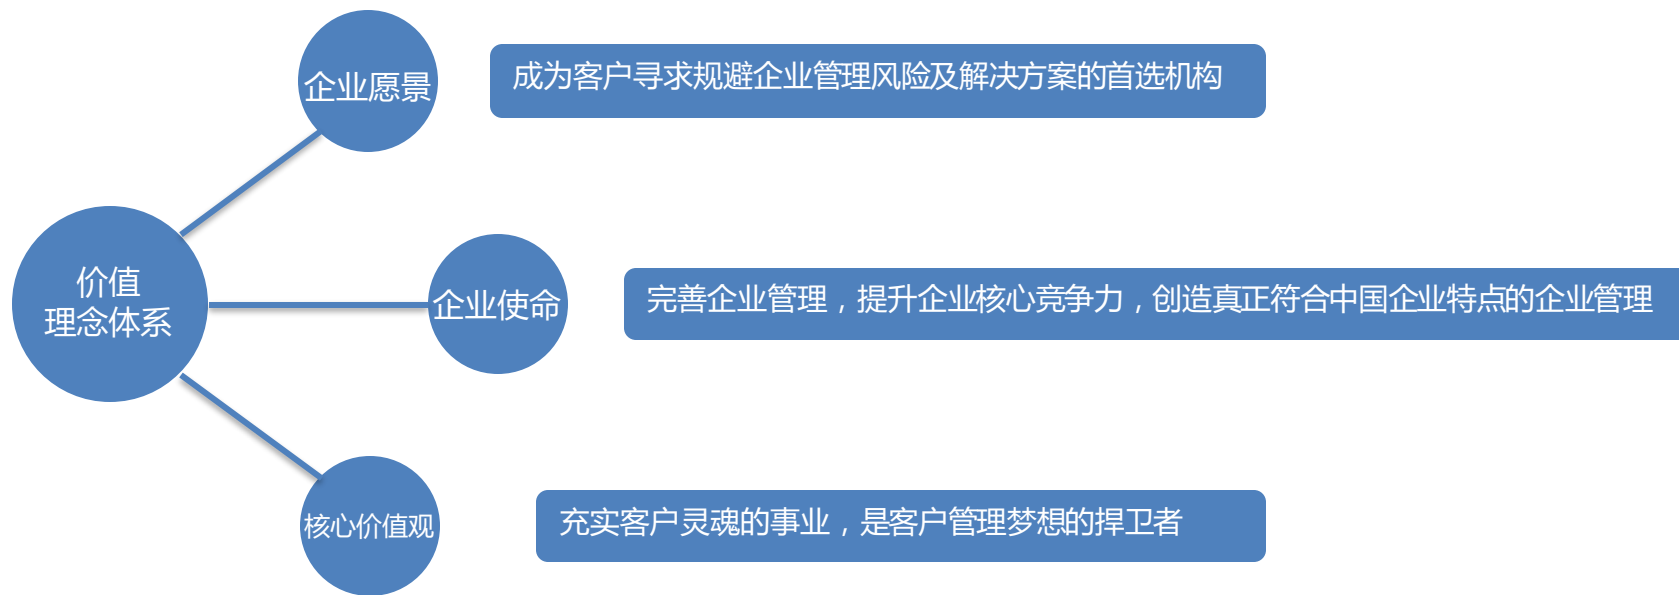 企业愿景
成为客户寻求规避企业管理风险及解决方案的首选机构
价值
理念体系
企业使命
完善企业管理，提升企业核心竞争力，创造真正符合中国企业特点的企业管理
核心价值观
充实客户灵魂的事业，是客户管理梦想的捍卫者